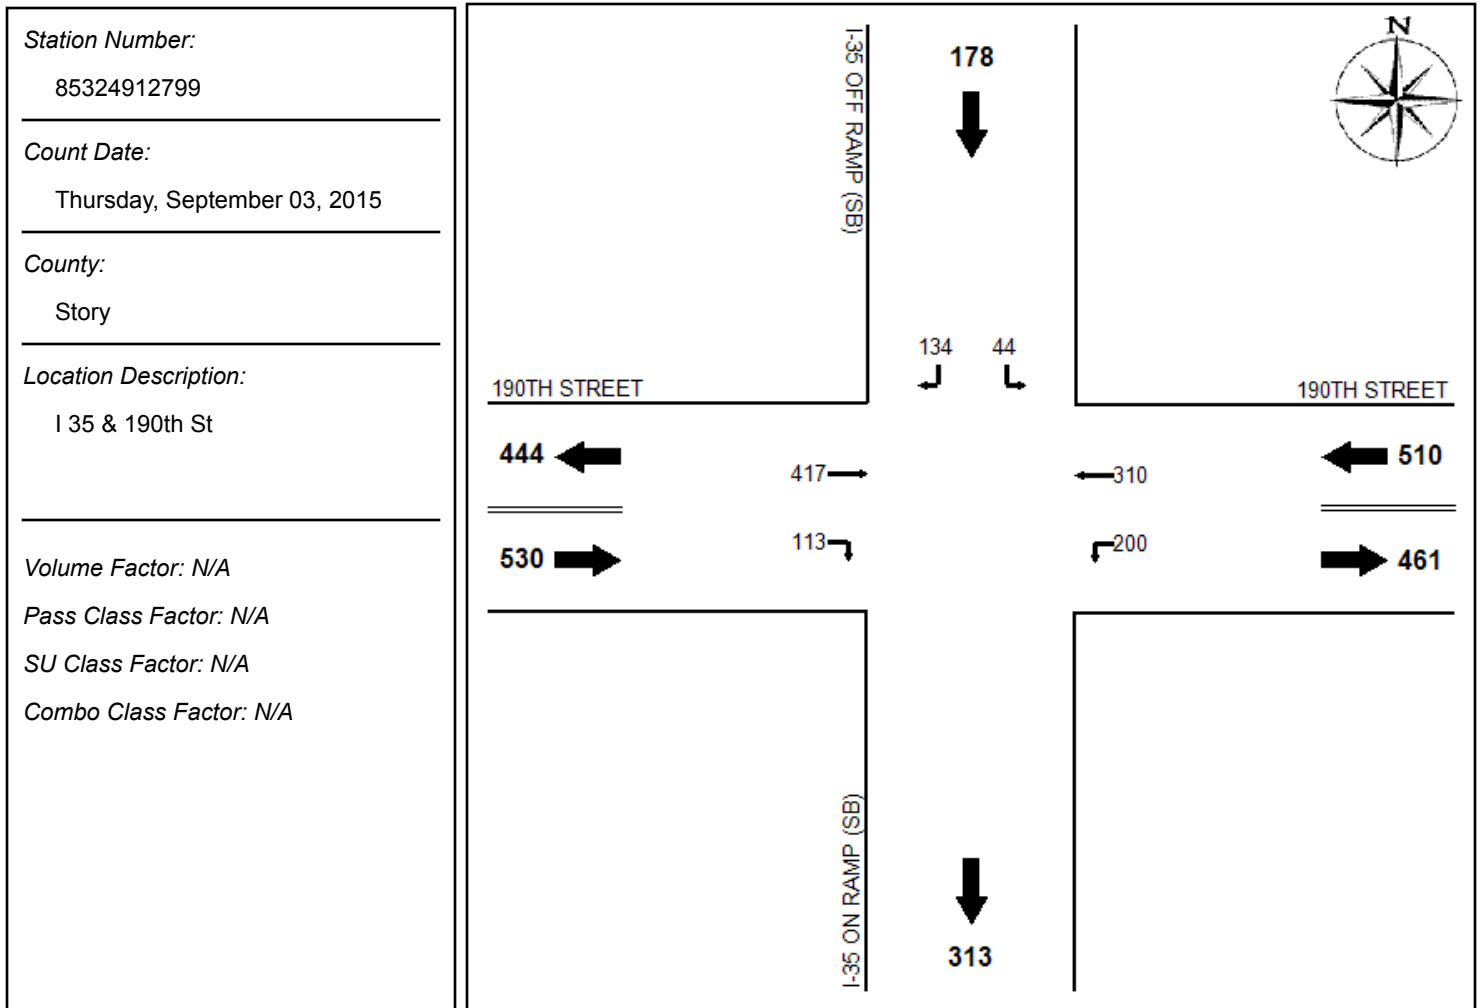 Station Number:
85324912799
Count Date:
Thursday, September 03, 2015
County:
Story
Location Description:
I 35 & 190th St
Volume Factor: N/A
Pass Class Factor: N/A
SU Class Factor: N/A
Combo Class Factor: N/A
N
I-35 OFF RAMP (SB)
178
134 44
190TH STREET
190TH STREET
444
417
310
510
530
113
200
461
I-35 ON RAMP (SB)
313